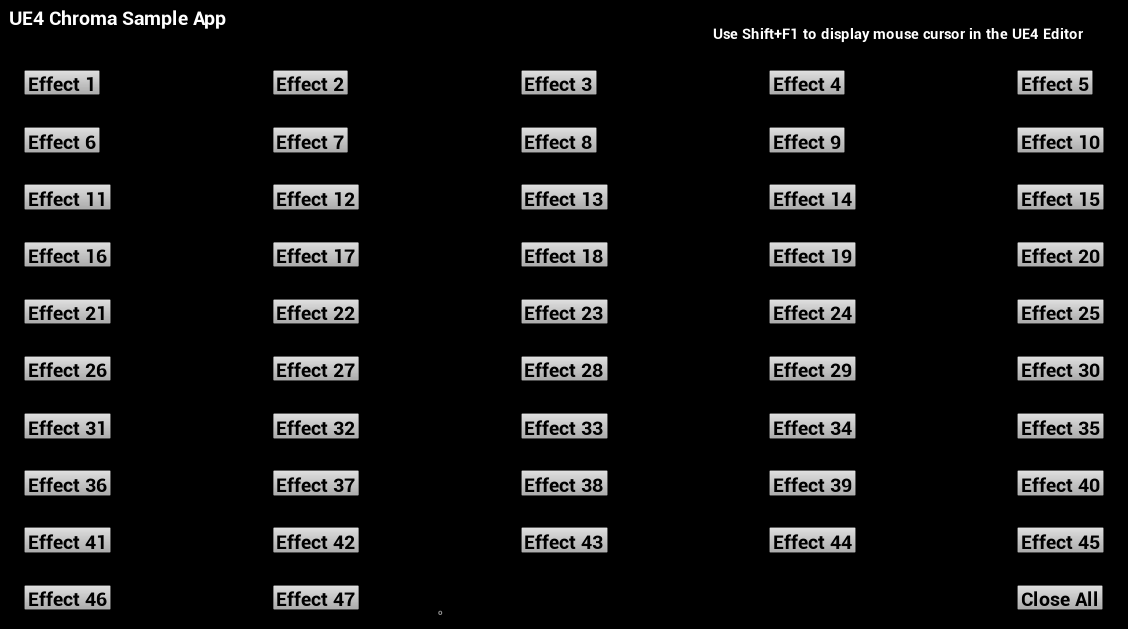 UE4 Chroma Sample App
Use Shift+F1 to display mouse cursor in the UE4 Editor
Effect 1 Effect 2 Effect 3 Effect 4 Effect 5
Effect 6 Effect 7 Effect 8 Effect 9 Effect 10
Effect 11 Effect 12 Effect 13 Effect 14 Effect 15
Effect 16 Effect 17 Effect 18 Effect 19 Effect 20
Effect 21 Effect 22 Effect 23 Effect 24 Effect 25
Effect 26 Effect 27 Effect 28 Effect 29 Effect 30
Effect 31 Effect 32 Effect 33 Effect 34 Effect 35
Effect 36 Effect 37 Effect 38 Effect 39 Effect 40
Effect 41 Effect 42 Effect 43 Effect 44 Effect 45
Effect 46 Effect 47 Close All